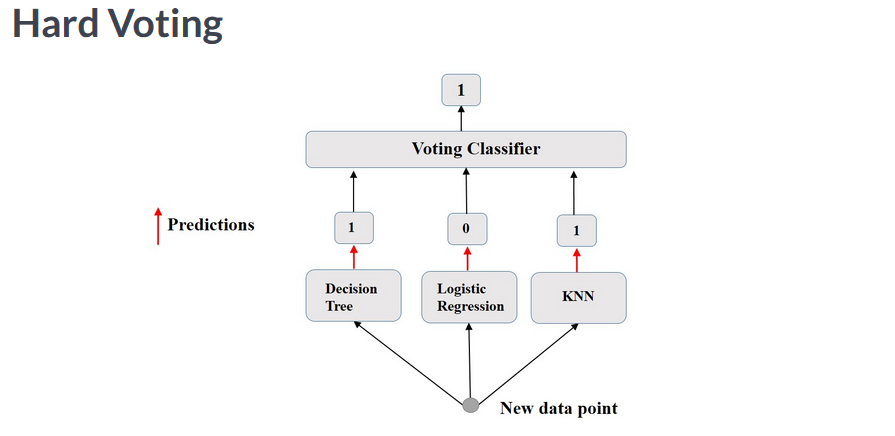 Hard Voting
1
Voting Classifier
Predictions
1
0
1
Decision
Tree
Logistic
Regression
KNN
New data point